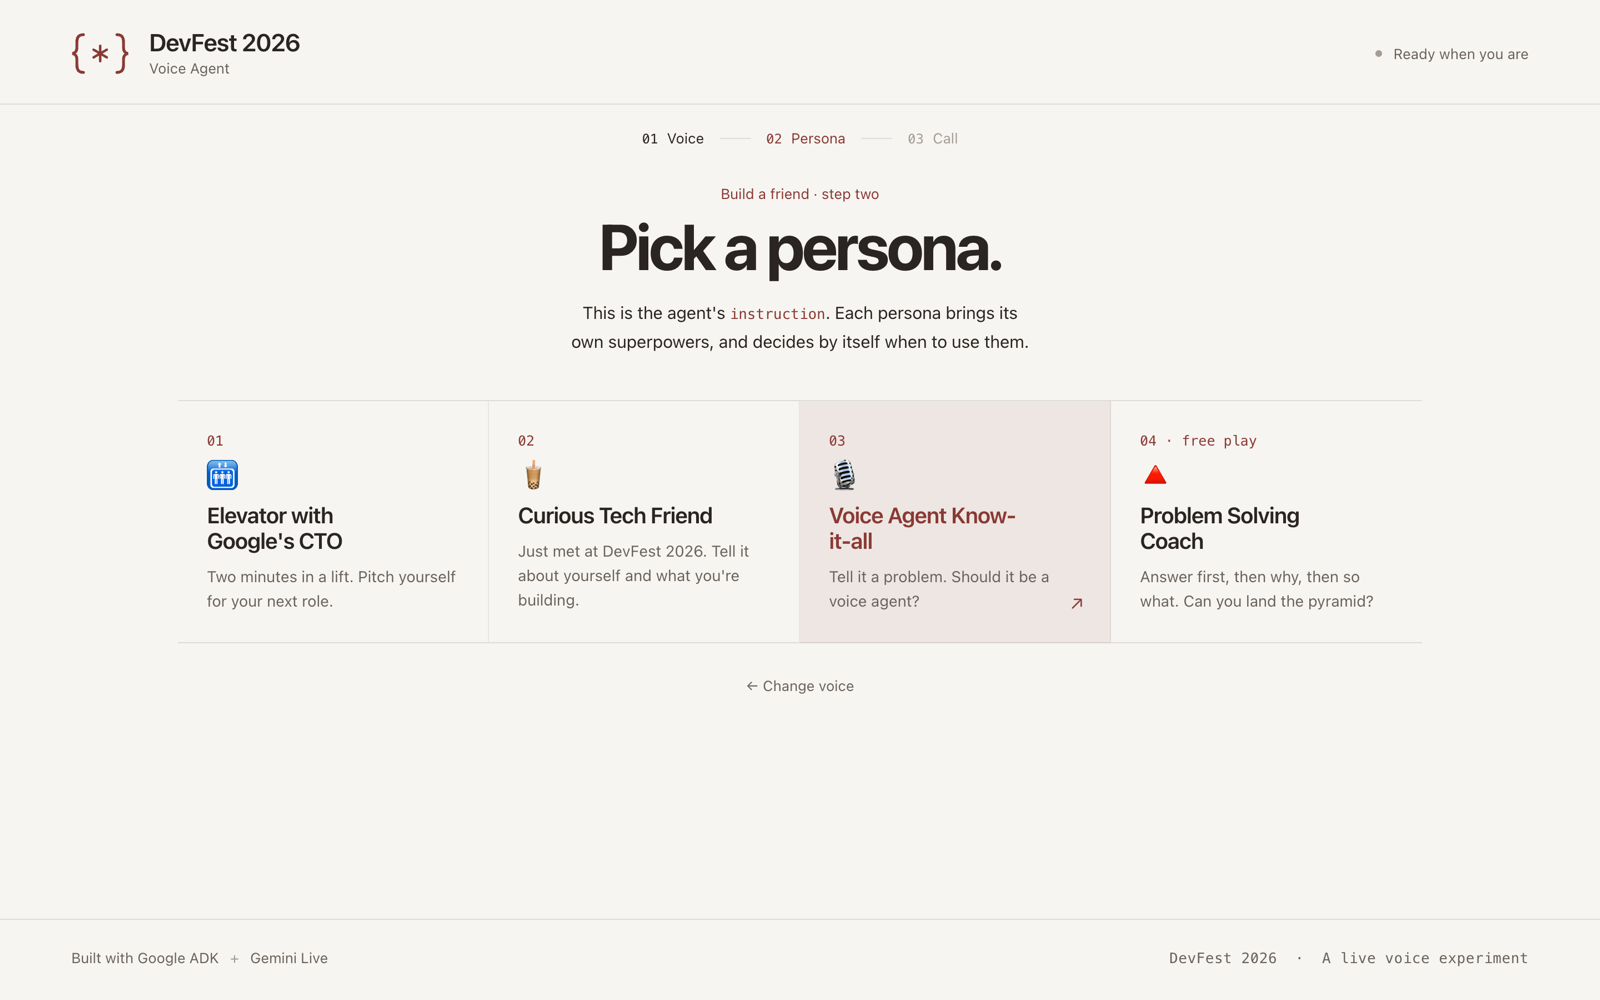 {*} DevFest 2026
Voice Agent
Ready when you are
01 Voice
02 Persona
03 Call
Build a friend · step two
Pick a persona.
This is the agent's instruction. Each persona brings its
own superpowers, and decides by itself when to use them.
01
Elevator with
Google's CTO
Two minutes in a lift. Pitch yourself
for your next role.
02
Curious Tech Friend
Just met at DevFest 2026. Tell it
about yourself and what you're
building.
03
Voice Agent Know-
it-all
Tell it a problem. Should it be a
voice agent? ↗
04 · free play
Problem Solving
Coach
Answer first, then why, then so
what. Can you land the pyramid?
← Change voice
Built with Google ADK + Gemini Live
DevFest 2026 · A live voice experiment